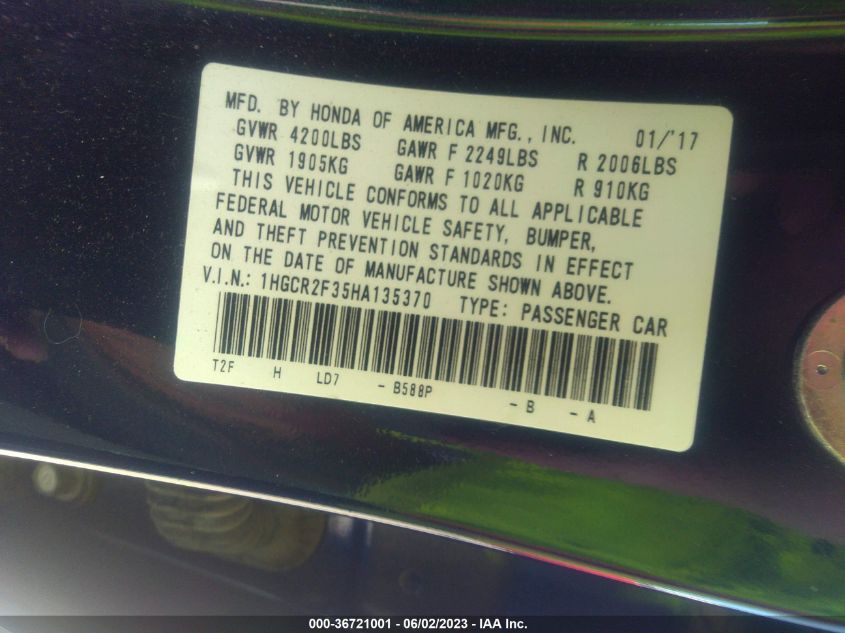 MFD. BY HONDA OF AMERICA MFG., INC. 01/'17
GVWR 4200LBS GAWR F 2249LBS R 2006LBS
GVWR 1905KG GAWR F 1020KG R 910KG
THIS VEHICLE CONFORMS TO ALL APPLICABLE
FEDERAL MOTOR VEHICLE SAFETY, BUMPER,
AND THEFT PREVENTION STANDARDS IN EFFECT
ON THE DATE OF MANUFACTURE SHOWN ABOVE.
V.I.N.: 1HGCR2F35HA135370 TYPE: PASSENGER CAR
T2F H LD7 - B588P - B - A
000-36721001 - 06/02/2023 - IAA Inc.